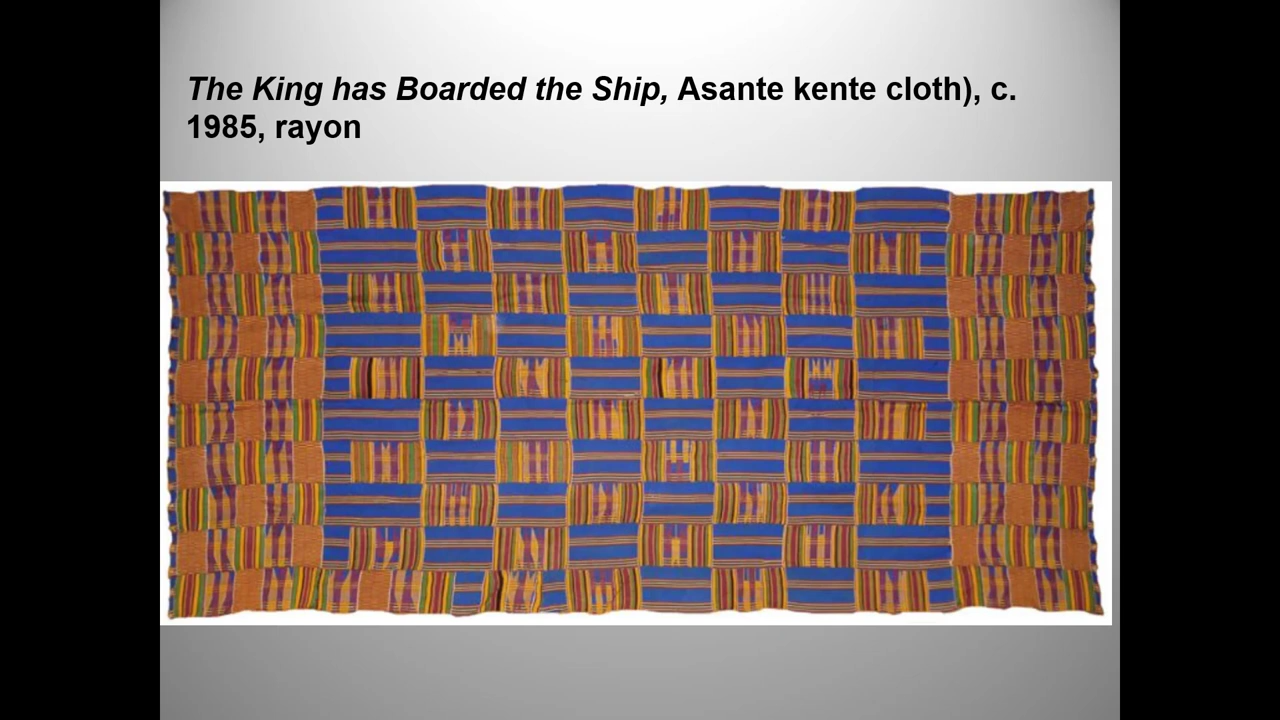 The King has Boarded the Ship, Asante kente cloth), c.
1985, rayon